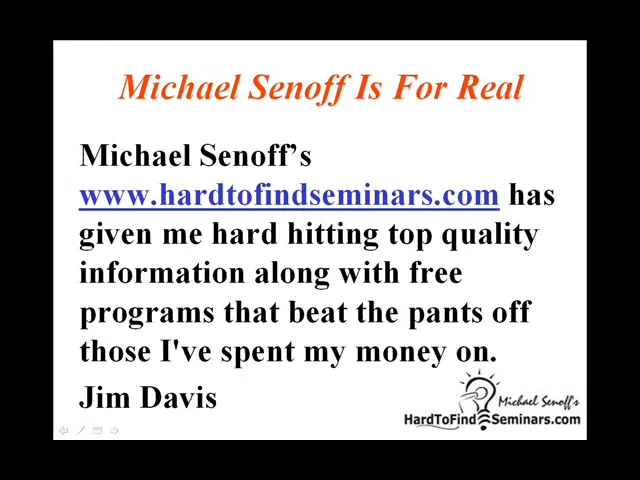 Michael Senoff Is For Real
Michael Senoff's
www.hardtofindseminars.com has
given me hard hitting top quality
information along with free
programs that beat the pants off
those I've spent my money on.
Jim Davis
Michael Senoff's
HardToFindSeminars.com